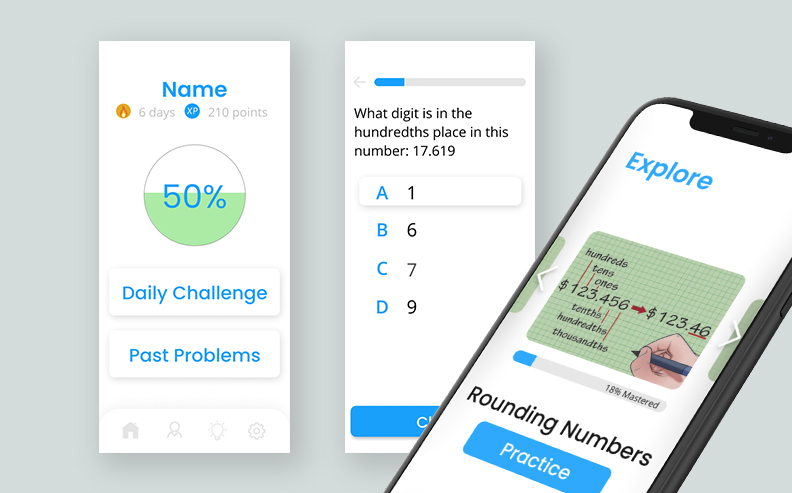 Name
6 days XP 210 points
50%
Daily Challenge
Past Problems
What digit is in the
hundredths place in this
number: 17.619
A 1
B 6
C 7
D 9
Explore
hundreds
tens
ones
$123.456 → $123.46
tenths
hundredths
thousandths
18% Mastered
Rounding Numbers
Practice